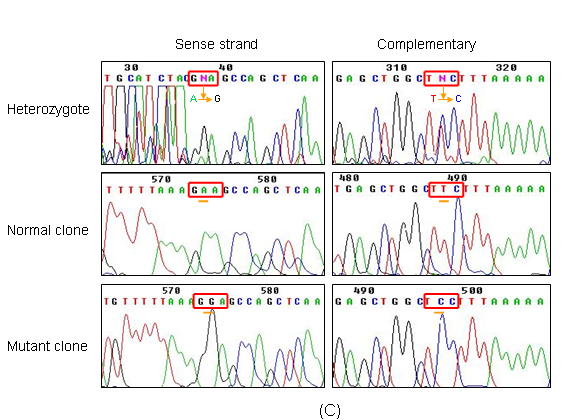 Sense strand Complementary
30 40
T G C A T C T A C G N A G C C A G C T C A A
A G
310 320
G A G C T G G C T N C T T T A A A A A
T C
Heterozygote
570 580
T T T T T A A A G A A G C C A G C T C A A
480 490
T G A G C T G G C T T C T T T A A A A A
Normal clone
570 580
T G T T T T T A A A G G A G C C A G C T C A A
490 500
G A G C T G G C T C C T T T A A A A A
Mutant clone
(C)